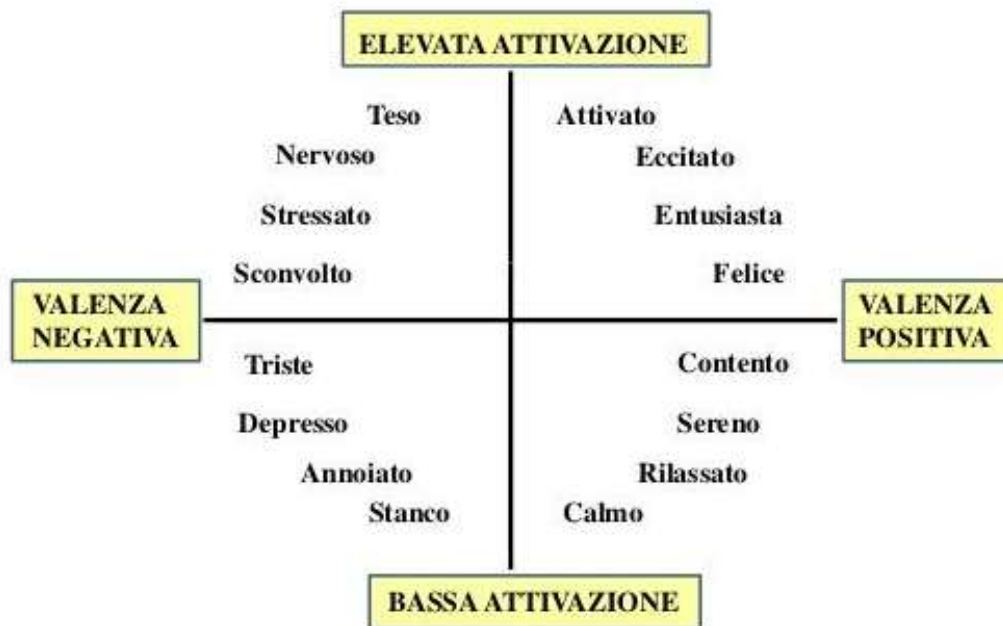 ELEVATA ATTIVAZIONE
Teso
Attivato
Nervoso
Eccitato
Stressato
Entusiasta
Sconvolto
Felice
VALENZA
NEGATIVA
VALENZA
POSITIVA
Triste
Contento
Depresso
Sereno
Annoiato
Rilassato
Stanco
Calmo
BASSA ATTIVAZIONE